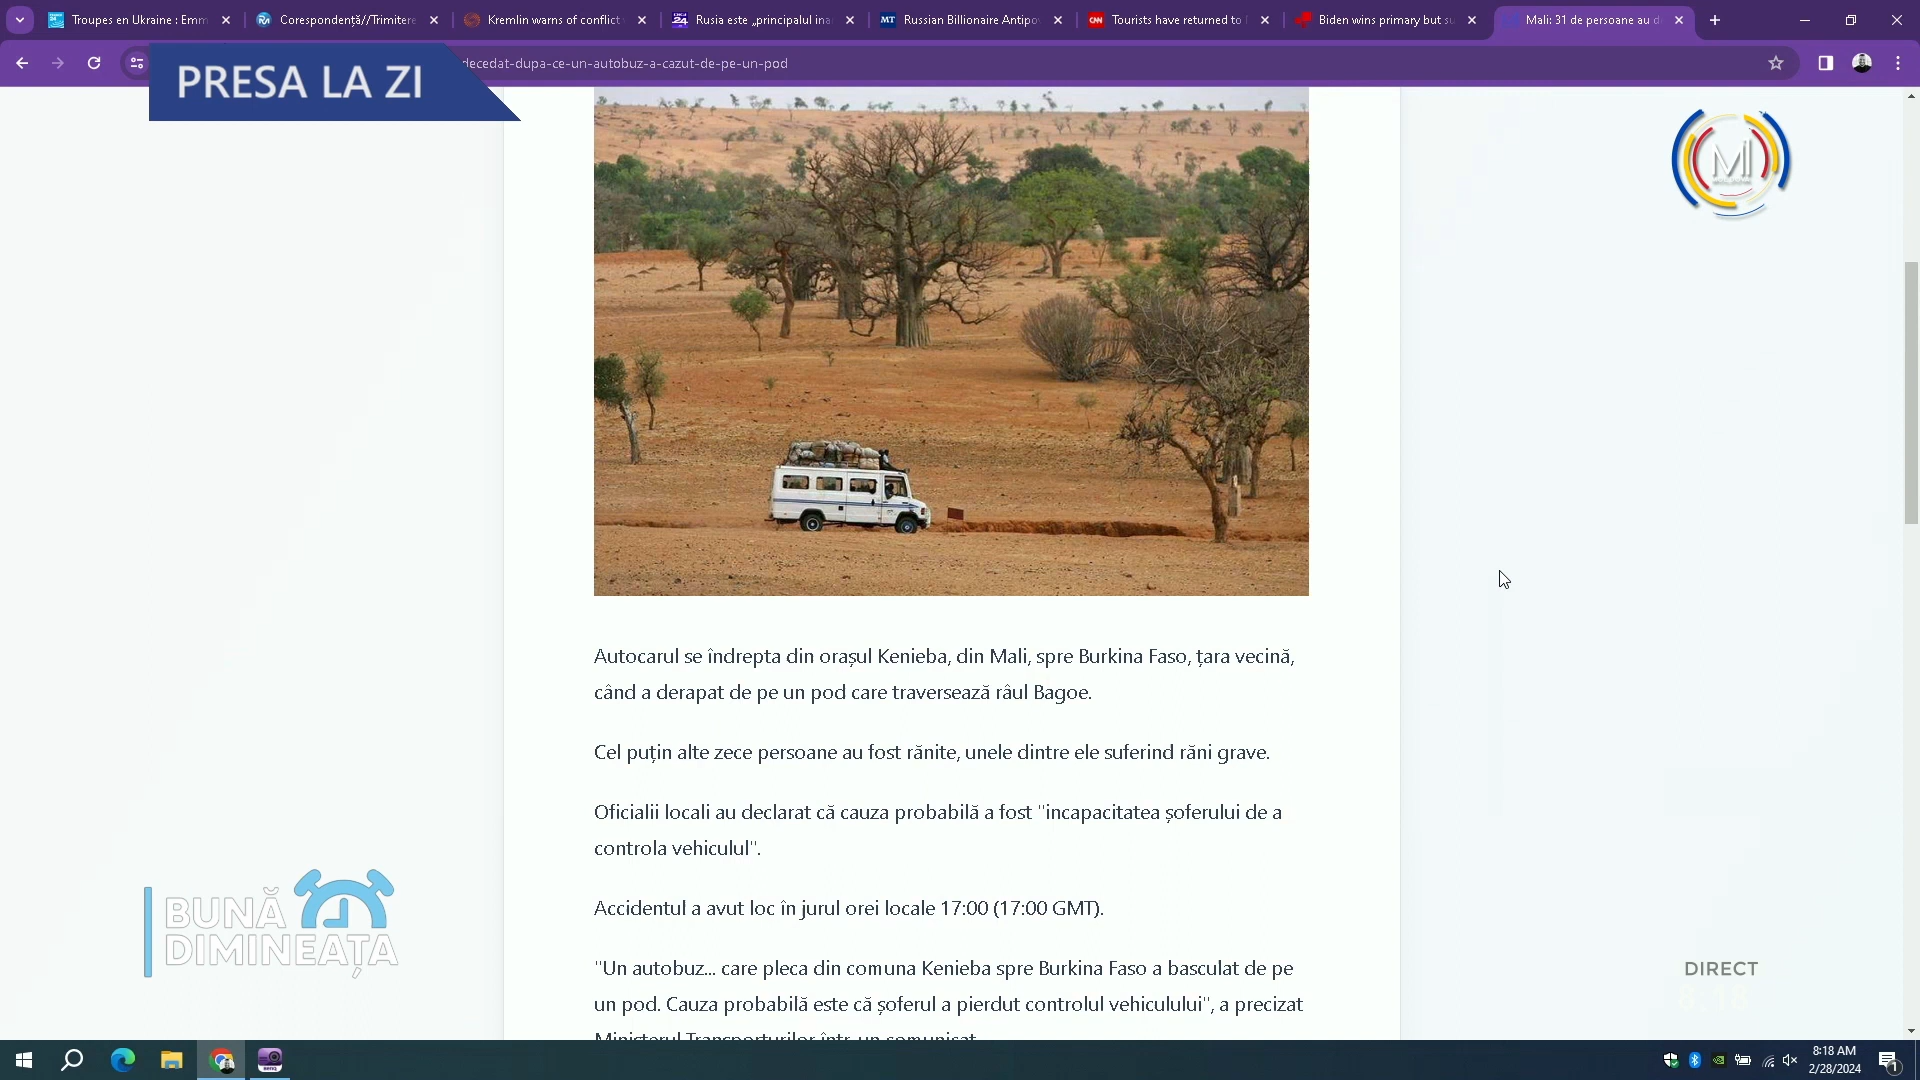 Troupes en Ukraine : Emm
Corespondență//Trimitere
Kremlin warns of conflict
Rusia este „principalul ina
Russian Billionaire Antipo
Tourists have returned to
Biden wins primary but su
Mali: 31 de persoane au d
PRESA LA ZI
decedat-dupa-ce-un-autobuz-a-cazut-de-pe-un-pod
Autocarul se îndrepta din orașul Kenieba, din Mali, spre Burkina Faso, țara vecină,
când a derapat de pe un pod care traversează râul Bagoe.
Cel puțin alte zece persoane au fost rănite, unele dintre ele suferind răni grave.
Oficialii locali au declarat că cauza probabilă a fost "incapacitatea șoferului de a
controla vehiculul".
Accidentul a avut loc în jurul orei locale 17:00 (17:00 GMT).
"Un autobuz... care pleca din comuna Kenieba spre Burkina Faso a basculat de pe
un pod. Cauza probabilă este că șoferul a pierdut controlul vehiculului", a precizat
Ministerul Transporturilor într-un comunicat.
BUNĂ
DIMINEAȚA
DIRECT
8:18
8:18 AM
2/28/2024